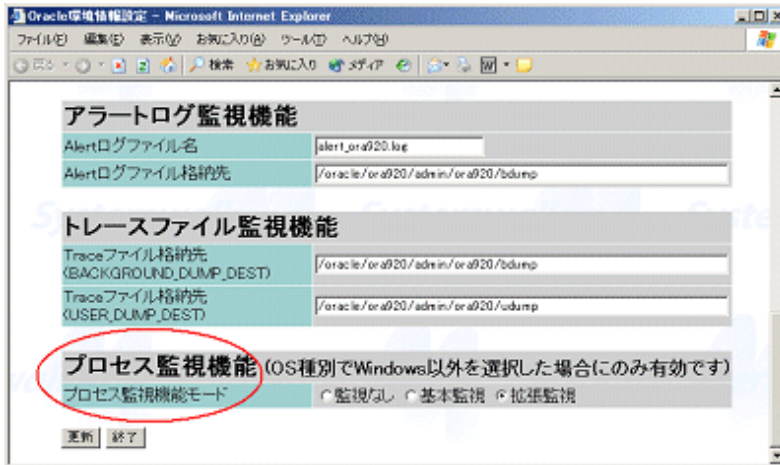 Oracle環境情報設定 - Microsoft Internet Explorer
ファイル(F) 編集(E) 表示(V) お気に入り(A) ツール(T) ヘルプ(H)
戻る 検索 お気に入り メディア
アラートログ監視機能
Alertログファイル名 alert_ora920.log
Alertログファイル格納先 /oracle/ora920/admin/ora920/bdump
トレースファイル監視機能
Traceファイル格納先
(BACKGROUND_DUMP_DEST) /oracle/ora920/admin/ora920/bdump
Traceファイル格納先
(USER_DUMP_DEST) /oracle/ora920/admin/ora920/udump
プロセス監視機能 (OS種別でWindows以外を選択した場合にのみ有効です)
プロセス監視機能モード 監視なし 基本監視 拡張監視
更新 終了